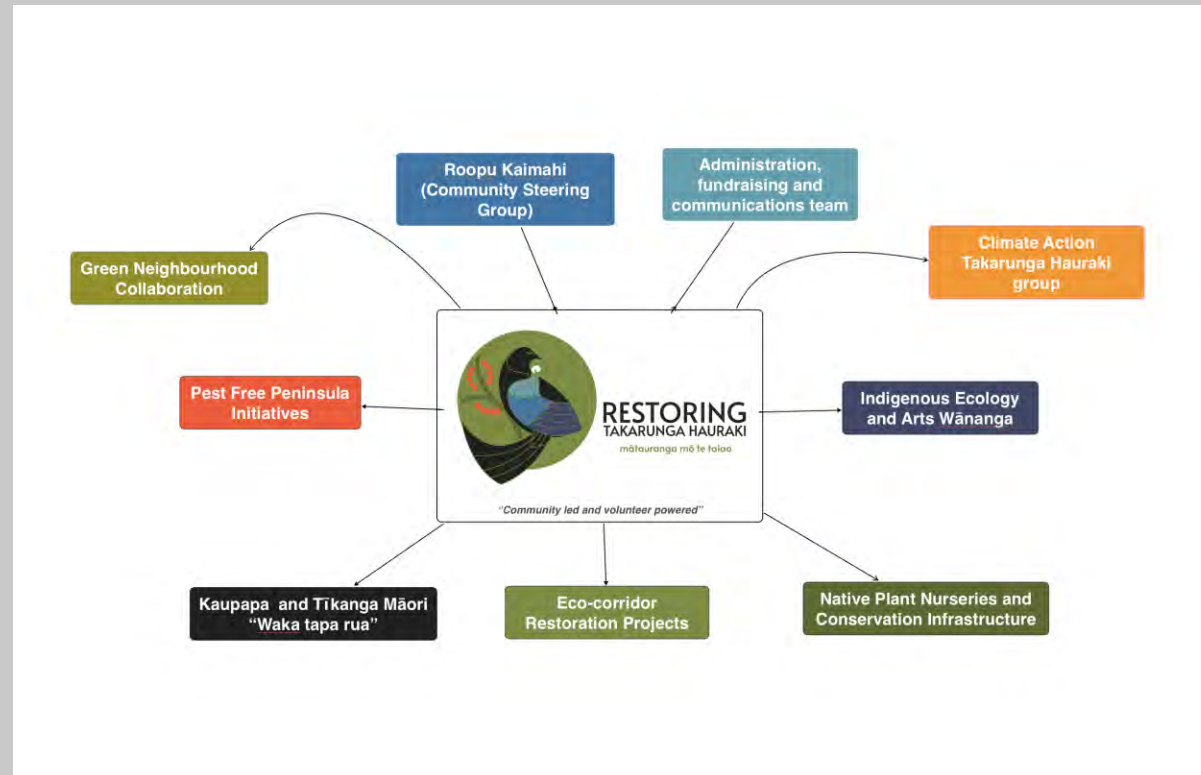 Roopu Kaimahi
(Community Steering
Group)
Administration,
fundraising and
communications team
Green Neighbourhood
Collaboration
Climate Action
Takarunga Hauraki
group
Pest Free Peninsula
Initiatives
RESTORING
TAKARUNGA HAURAKI
mātauranga mō te taiao
Indigenous Ecology
and Arts Wānanga
“Community led and volunteer powered”
Kaupapa and Tīkanga Māori
“Waka tapa rua”
Eco-corridor
Restoration Projects
Native Plant Nurseries and
Conservation Infrastructure